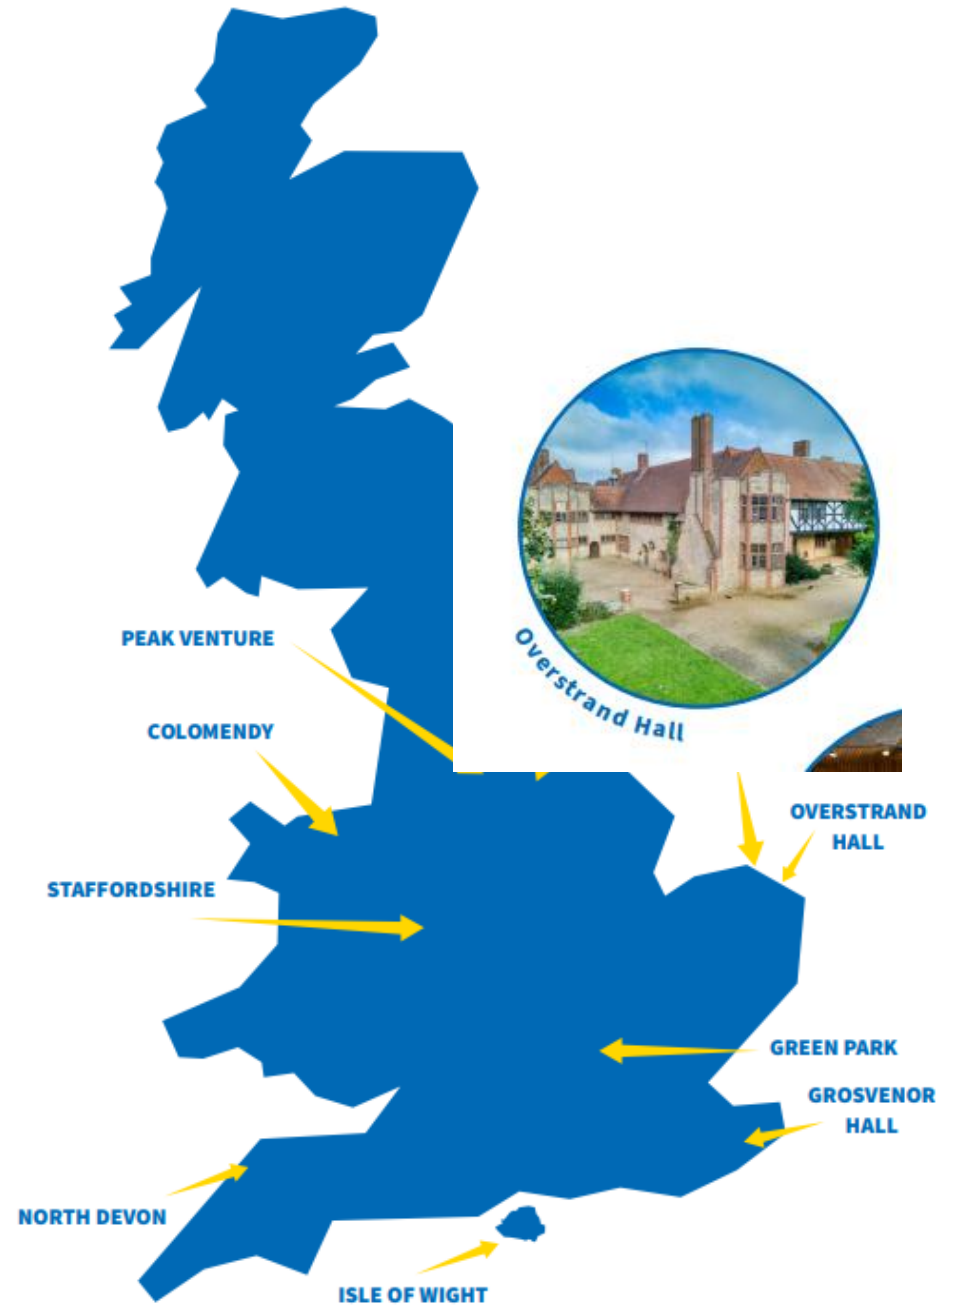 PEAK VENTURE
Overstrand Hall
COLOMENDY
OVERSTRAND
HALL
STAFFORDSHIRE
GREEN PARK
GROSVENOR
HALL
NORTH DEVON
ISLE OF WIGHT